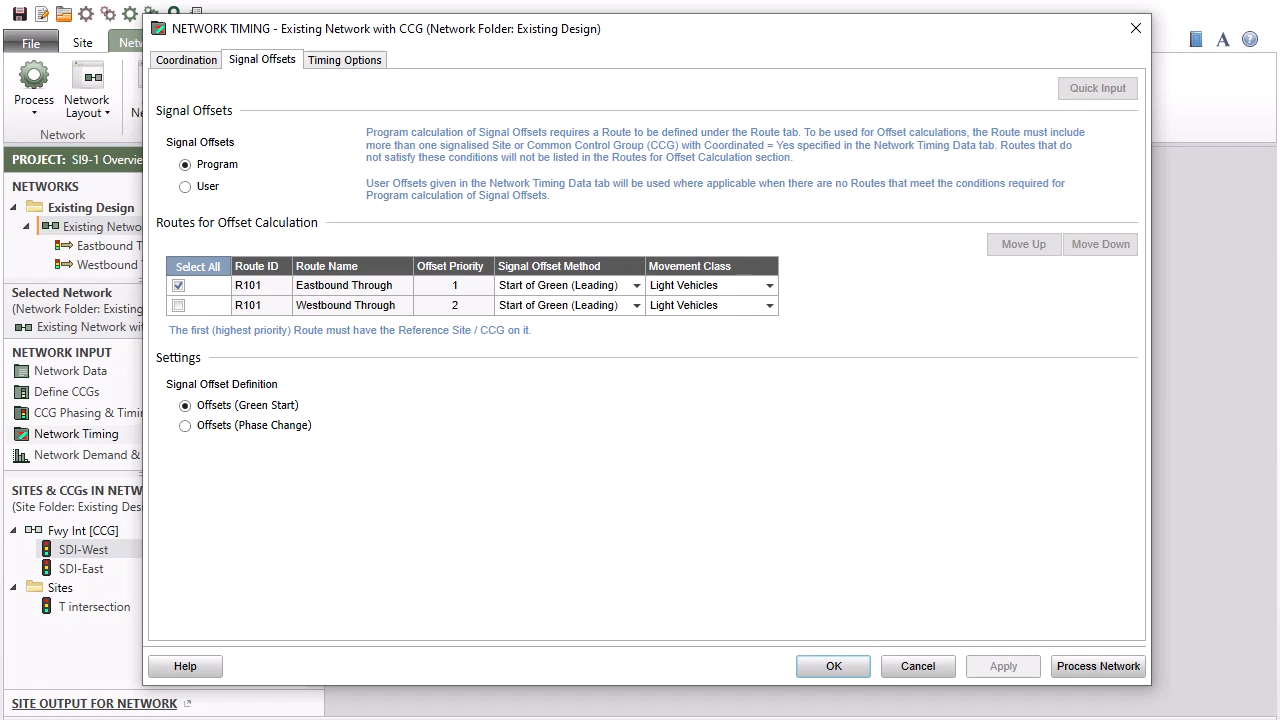 NETWORK TIMING - Existing Network with CCG (Network Folder: Existing Design)
File
Site
Process
Network
Layout
Network
Coordination
Signal Offsets
Timing Options
Quick Input
Signal Offsets
Signal Offsets
Program
User
Program calculation of Signal Offsets requires a Route to be defined under the Route tab. To be used for Offset calculations, the Route must include
more than one signalised Site or Common Control Group (CCG) with Coordinated = Yes specified in the Network Timing Data tab. Routes that do
not satisfy these conditions will not be listed in the Routes for Offset Calculation section.
User Offsets given in the Network Timing Data tab will be used where applicable when there are no Routes that meet the conditions required for
Program calculation of Signal Offsets.
Routes for Offset Calculation
Move Up
Move Down
Select All Route ID Route Name Offset Priority Signal Offset Method Movement Class
R101 Eastbound Through 1 Start of Green (Leading) Light Vehicles
R101 Westbound Through 2 Start of Green (Leading) Light Vehicles
The first (highest priority) Route must have the Reference Site / CCG on it.
Settings
Signal Offset Definition
Offsets (Green Start)
Offsets (Phase Change)
Help
OK
Cancel
Apply
Process Network
PROJECT: SI9-1 Overvie
NETWORKS
Existing Design
Existing Netwo
Eastbound T
Westbound
Selected Network
(Network Folder: Existing
Existing Network wit
NETWORK INPUT
Network Data
Define CCGs
CCG Phasing & Timi
Network Timing
Network Demand &
SITES & CCGs IN NETW
(Site Folder: Existing Desi
Fwy Int [CCG]
SDI-West
SDI-East
Sites
T intersection
SITE OUTPUT FOR NETWORK